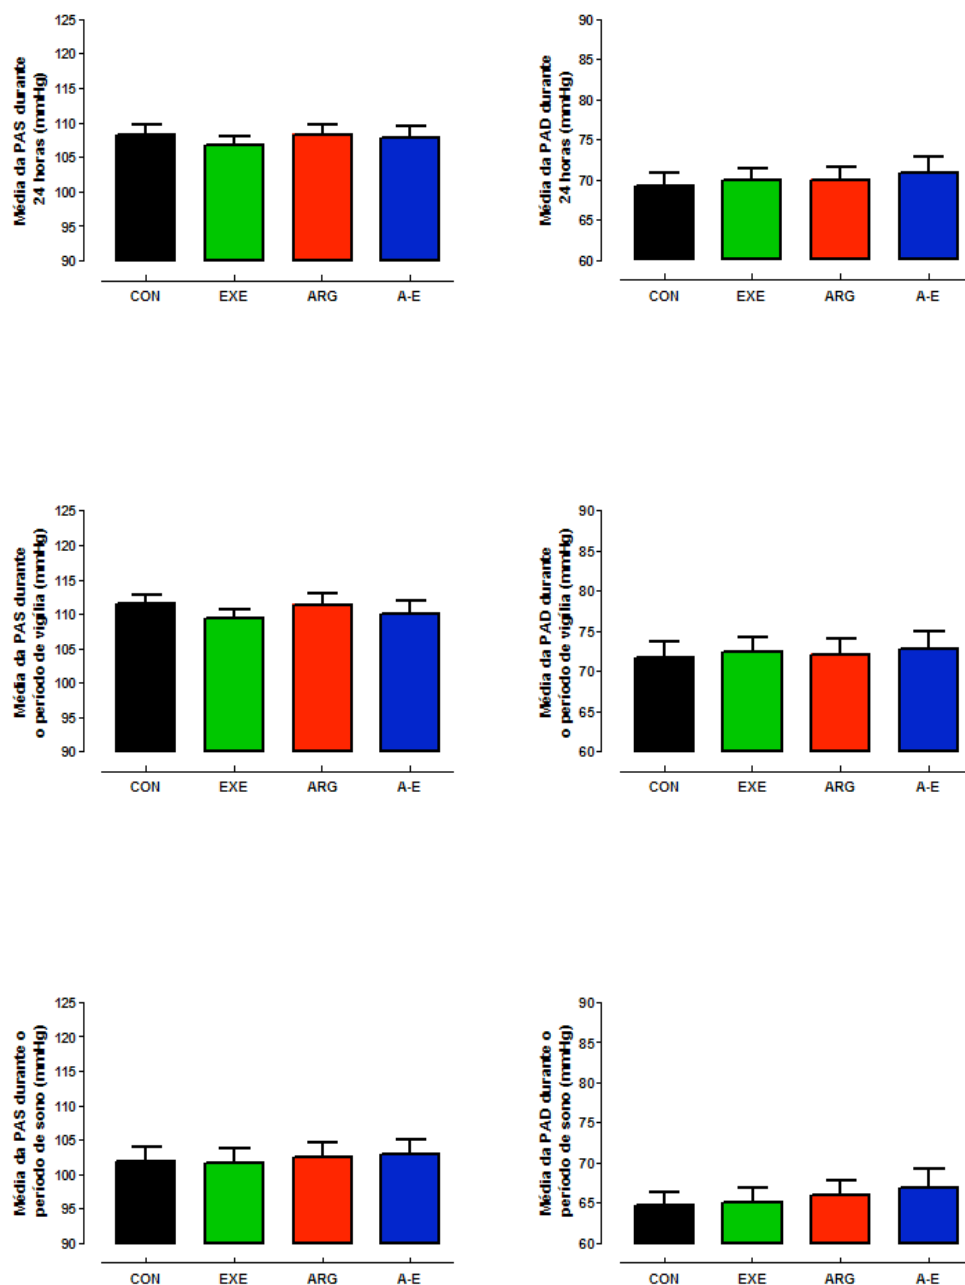 Média da PAS durante
24 horas (mmHg)
125
120
115
110
105
100
95
90
CON EXE ARG A-E
Média da PAD durante
24 horas (mmHg)
90
85
80
75
70
65
60
CON EXE ARG A-E
Média da PAS durante
o período de vigília (mmHg)
125
120
115
110
105
100
95
90
CON EXE ARG A-E
Média da PAD durante
o período de vigília (mmHg)
90
85
80
75
70
65
60
CON EXE ARG A-E
Média da PAS durante o
período de sono (mmHg)
125
120
115
110
105
100
95
90
CON EXE ARG A-E
Média da PAD durante o
período de sono (mmHg)
90
85
80
75
70
65
60
CON EXE ARG A-E